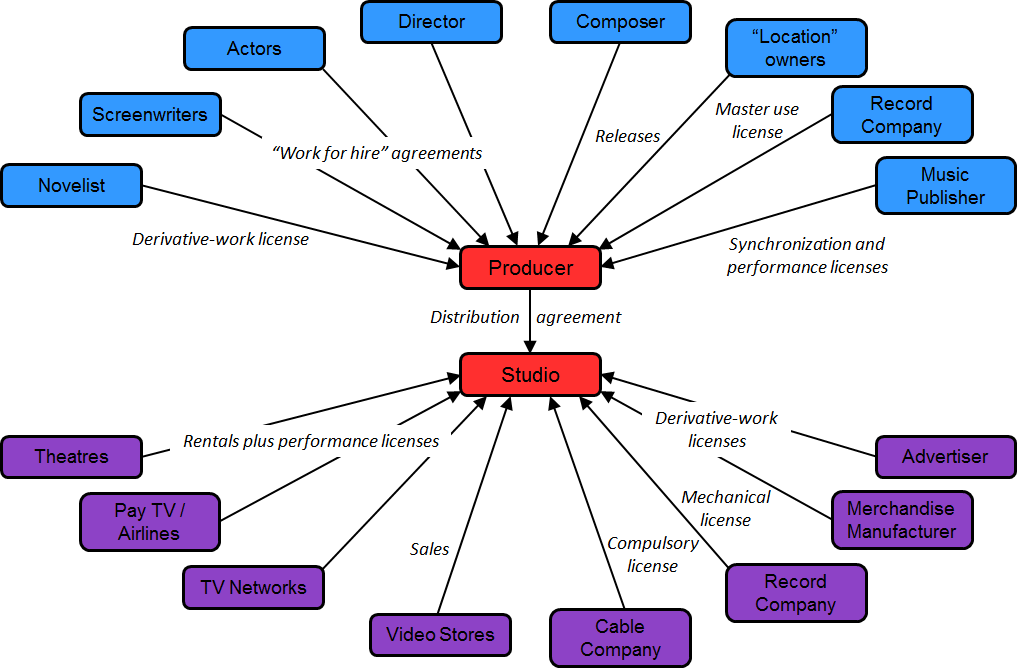 Director
Composer
Actors
“Location”
owners
Screenwriters
Record
Company
Master use
license
Releases
“Work for hire” agreements
Novelist
Music
Publisher
Derivative-work license
Synchronization and
performance licenses
Producer
Distribution agreement
Studio
Derivative-work
licenses
Rentals plus performance licenses
Theatres
Advertiser
Pay TV /
Airlines
Mechanical
license
Merchandise
Manufacturer
Sales
Compulsory
license
TV Networks
Record
Company
Video Stores
Cable
Company